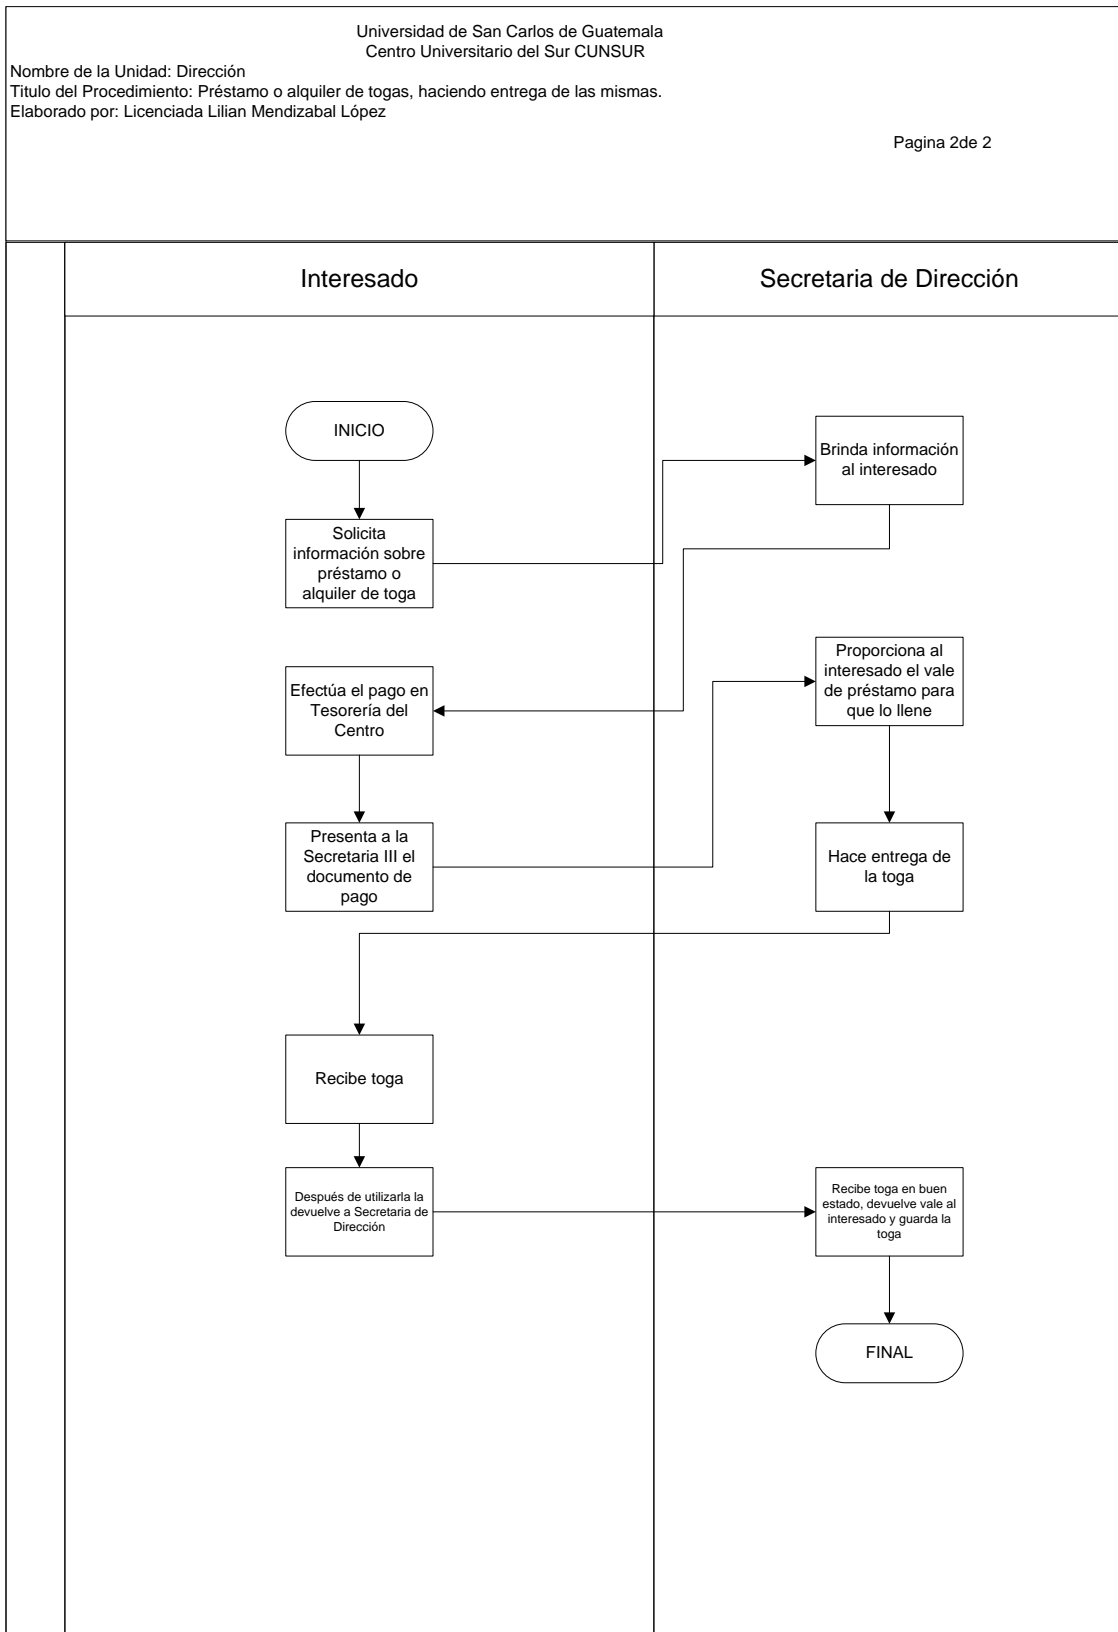 Universidad de San Carlos de Guatemala
Centro Universitario del Sur CUNSUR
Nombre de la Unidad: Dirección
Titulo del Procedimiento: Préstamo o alquiler de togas, haciendo entrega de las mismas.
Elaborado por: Licenciada Lilian Mendizabal López
Pagina 2de 2
Interesado
Secretaria de Dirección
INICIO
Solicita
información sobre
préstamo o
alquiler de toga
Brinda información
al interesado
Efectúa el pago en
Tesorería del
Centro
Presenta a la
Secretaria III el
documento de
pago
Proporciona al
interesado el vale
de préstamo para
que lo llene
Hace entrega de
la toga
Recibe toga
Después de utilizarla la
devuelve a Secretaria de
Dirección
Recibe toga en buen
estado, devuelve vale al
interesado y guarda la
toga
FINAL